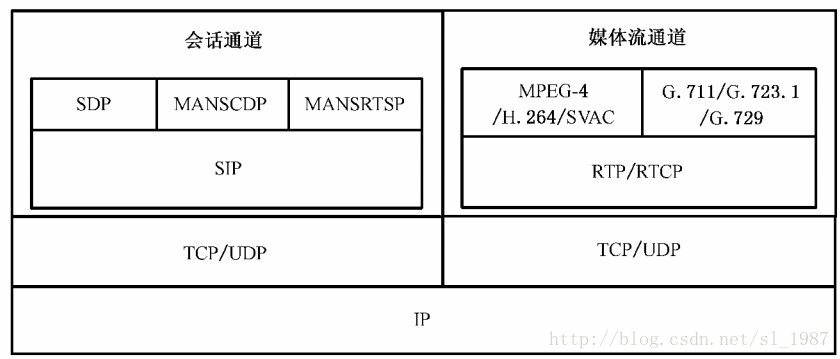 会话通道
SDP
MANSCDP
MANSRTSP
SIP
媒体流通道
MPEG-4
/H.264/SVAC
G.711/G.723.1
/G.729
RTP/RTCP
TCP/UDP
TCP/UDP
IP
http://blog.csdn.net/sl_1987